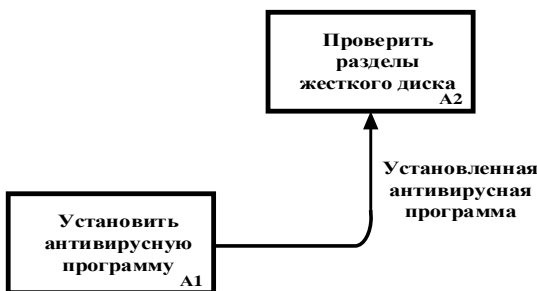 Проверить
разделы
жесткого диска
A2
Установленная
антивирусная
программа
Установить
антивирусную
программу
A1